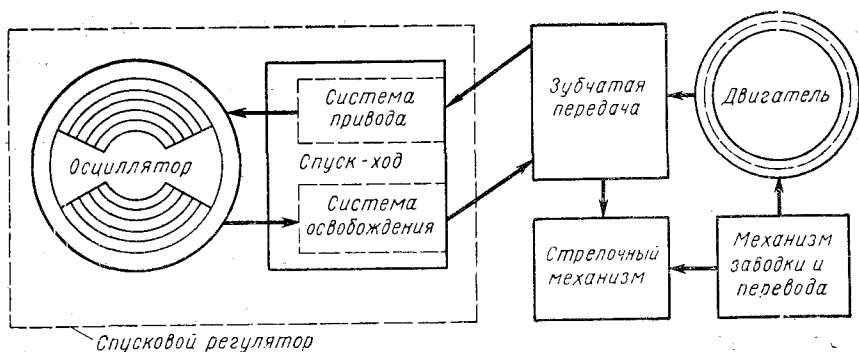 Осциллятор
Система
привода
Спуск-ход
Система
освобождения
Зубчатая
передача
Двигатель
Стрелочный
механизм
Механизм
заводки и
перевода
Спусковой регулятор